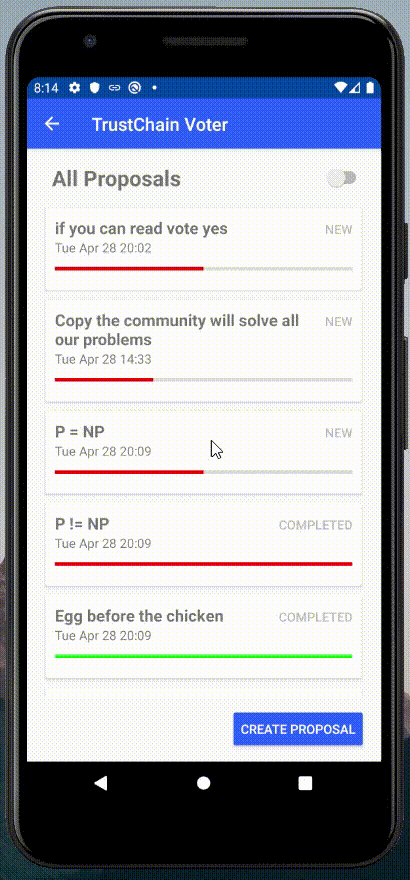 8:14
TrustChain Voter
All Proposals
if you can read vote yes
NEW
Tue Apr 28 20:02
Copy the community will solve all
NEW
our problems
Tue Apr 28 14:33
P = NP
NEW
Tue Apr 28 20:09
P != NP
COMPLETED
Tue Apr 28 20:09
Egg before the chicken
COMPLETED
Tue Apr 28 20:09
CREATE PROPOSAL